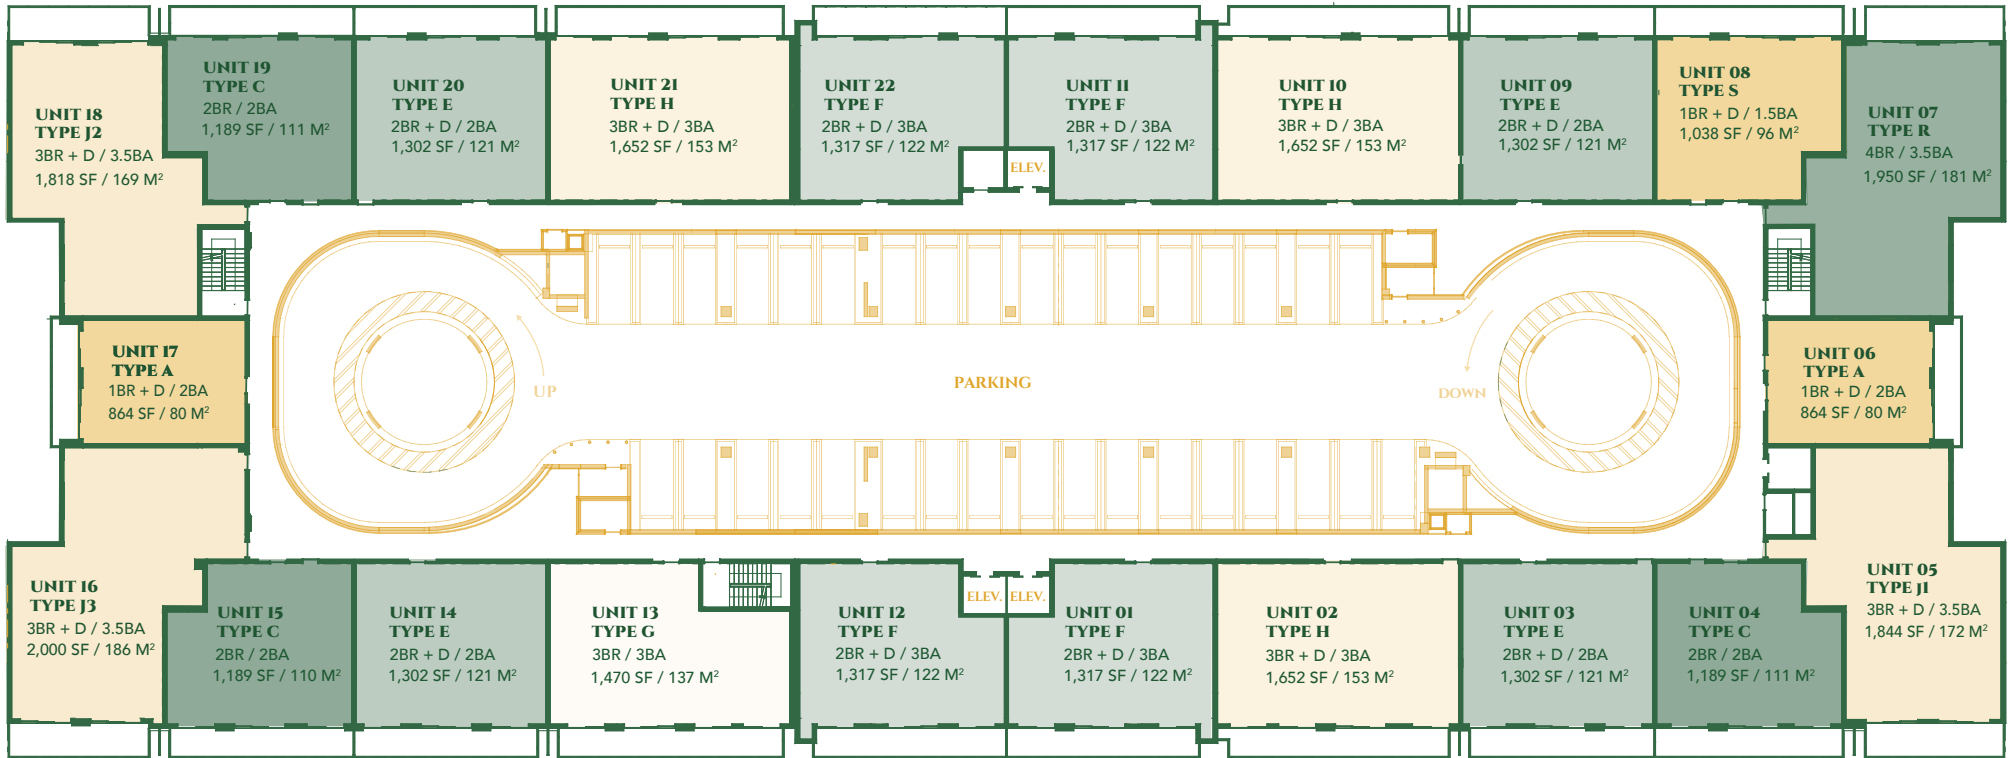 UNIT 18
TYPE J2
3BR + D / 3.5BA
1,818 SF / 169 M²
UNIT 19
TYPE C
2BR / 2BA
1,189 SF / 111 M²
UNIT 20
TYPE E
2BR + D / 2BA
1,302 SF / 121 M²
UNIT 21
TYPE H
3BR + D / 3BA
1,652 SF / 153 M²
UNIT 22
TYPE F
2BR + D / 3BA
1,317 SF / 122 M²
ELEV.
UNIT 11
TYPE F
2BR + D / 3BA
1,317 SF / 122 M²
UNIT 10
TYPE H
3BR + D / 3BA
1,652 SF / 153 M²
UNIT 09
TYPE E
2BR + D / 2BA
1,302 SF / 121 M²
UNIT 08
TYPE S
1BR + D / 1.5BA
1,038 SF / 96 M²
UNIT 07
TYPE R
4BR / 3.5BA
1,950 SF / 181 M²
UNIT 17
TYPE A
1BR + D / 2BA
864 SF / 80 M²
UP
PARKING
DOWN
UNIT 06
TYPE A
1BR + D / 2BA
864 SF / 80 M²
UNIT 16
TYPE J3
3BR + D / 3.5BA
2,000 SF / 186 M²
UNIT 15
TYPE C
2BR / 2BA
1,189 SF / 110 M²
UNIT 14
TYPE E
2BR + D / 2BA
1,302 SF / 121 M²
UNIT 13
TYPE G
3BR / 3BA
1,470 SF / 137 M²
UNIT 12
TYPE F
2BR + D / 3BA
1,317 SF / 122 M²
ELEV.
ELEV.
UNIT 01
TYPE F
2BR + D / 3BA
1,317 SF / 122 M²
UNIT 02
TYPE H
3BR + D / 3BA
1,652 SF / 153 M²
UNIT 03
TYPE E
2BR + D / 2BA
1,302 SF / 121 M²
UNIT 04
TYPE C
2BR / 2BA
1,189 SF / 111 M²
UNIT 05
TYPE J1
3BR + D / 3.5BA
1,844 SF / 172 M²